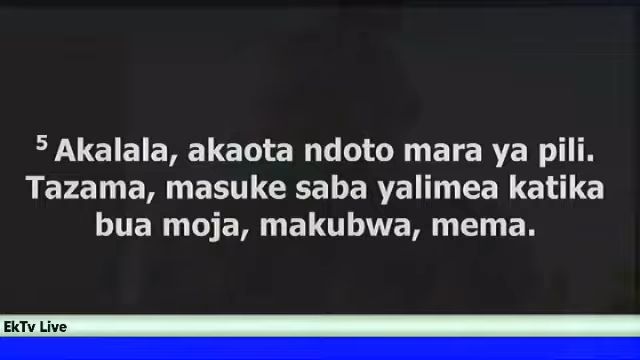 5 Akalala, akaota ndoto mara ya pili.
Tazama, masuke saba yalimea katika
bua moja, makubwa, mema.
EkTv Live